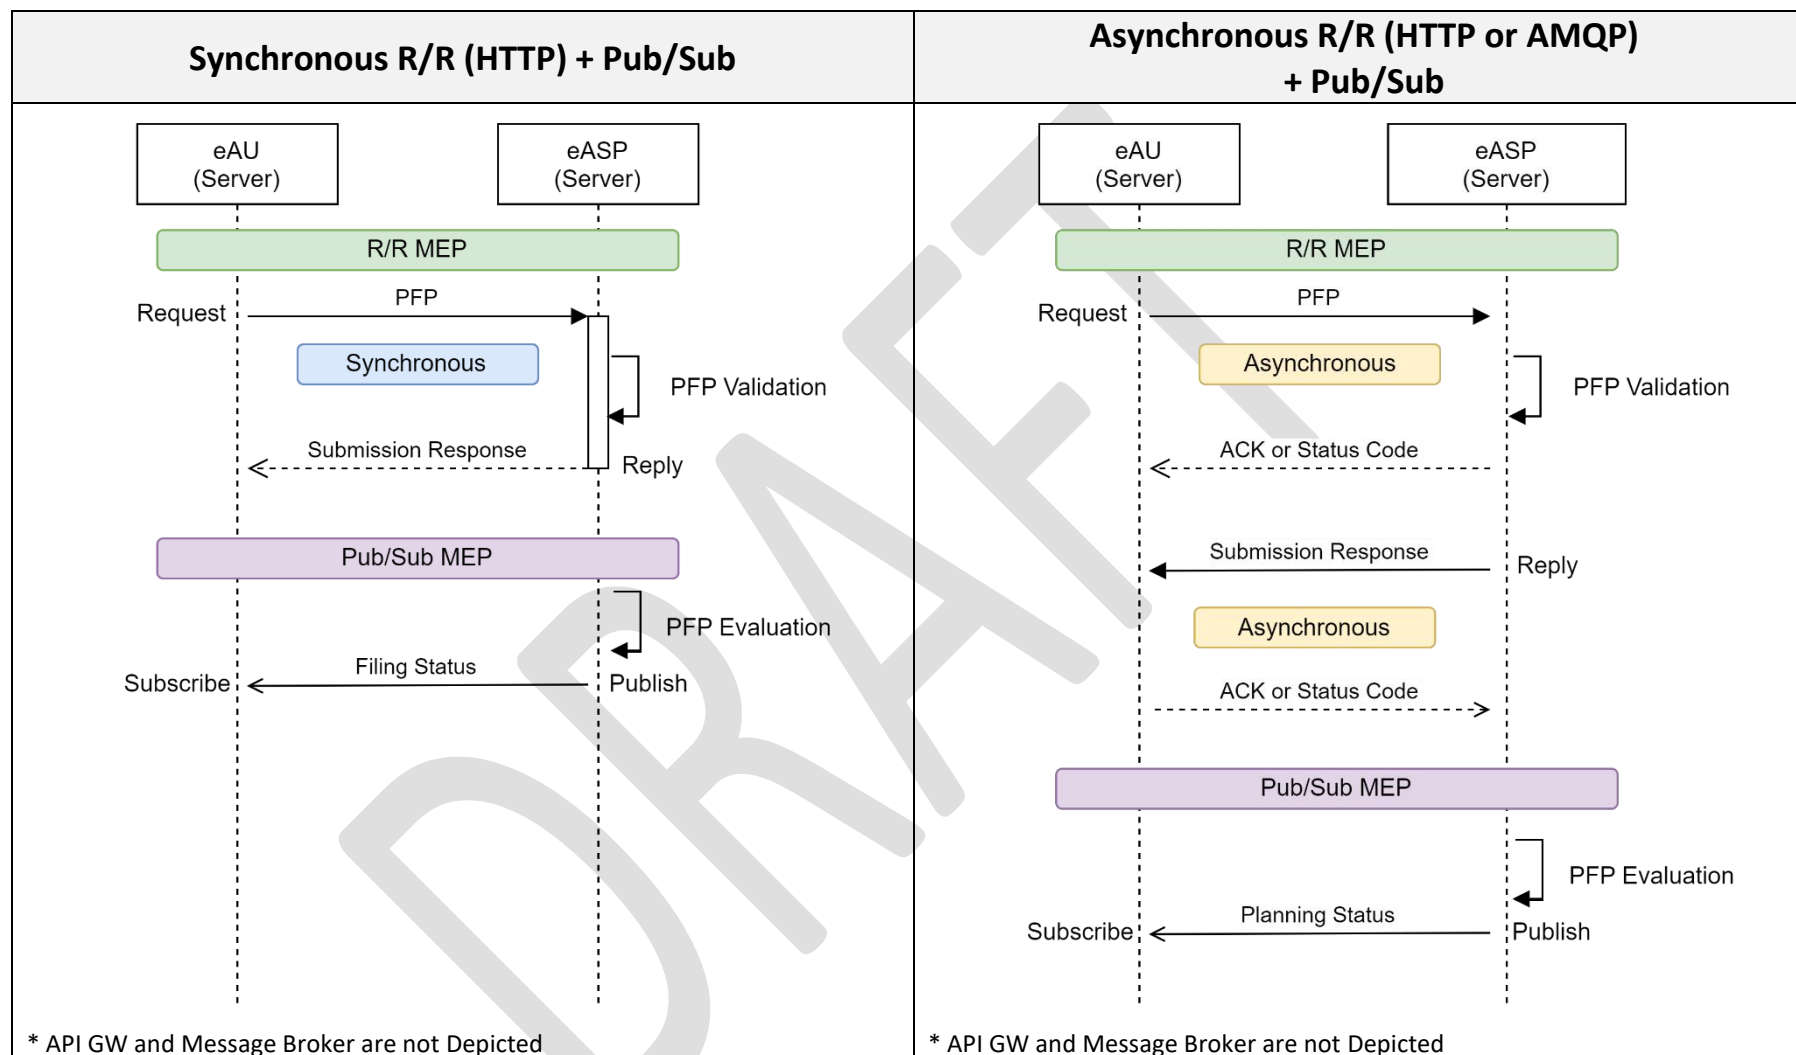 Synchronous R/R (HTTP) + Pub/Sub
Asynchronous R/R (HTTP or AMQP)
+ Pub/Sub
eAU
(Server)
eASP
(Server)
R/R MEP
PFP
Request
Synchronous
PFP Validation
Submission Response
Reply
Pub/Sub MEP
PFP Evaluation
Filing Status
Subscribe
Publish
* API GW and Message Broker are not Depicted
eAU
(Server)
eASP
(Server)
R/R MEP
PFP
Request
Asynchronous
PFP Validation
ACK or Status Code
Submission Response
Reply
Asynchronous
ACK or Status Code
Pub/Sub MEP
PFP Evaluation
Planning Status
Subscribe
Publish
* API GW and Message Broker are not Depicted
DRAFT